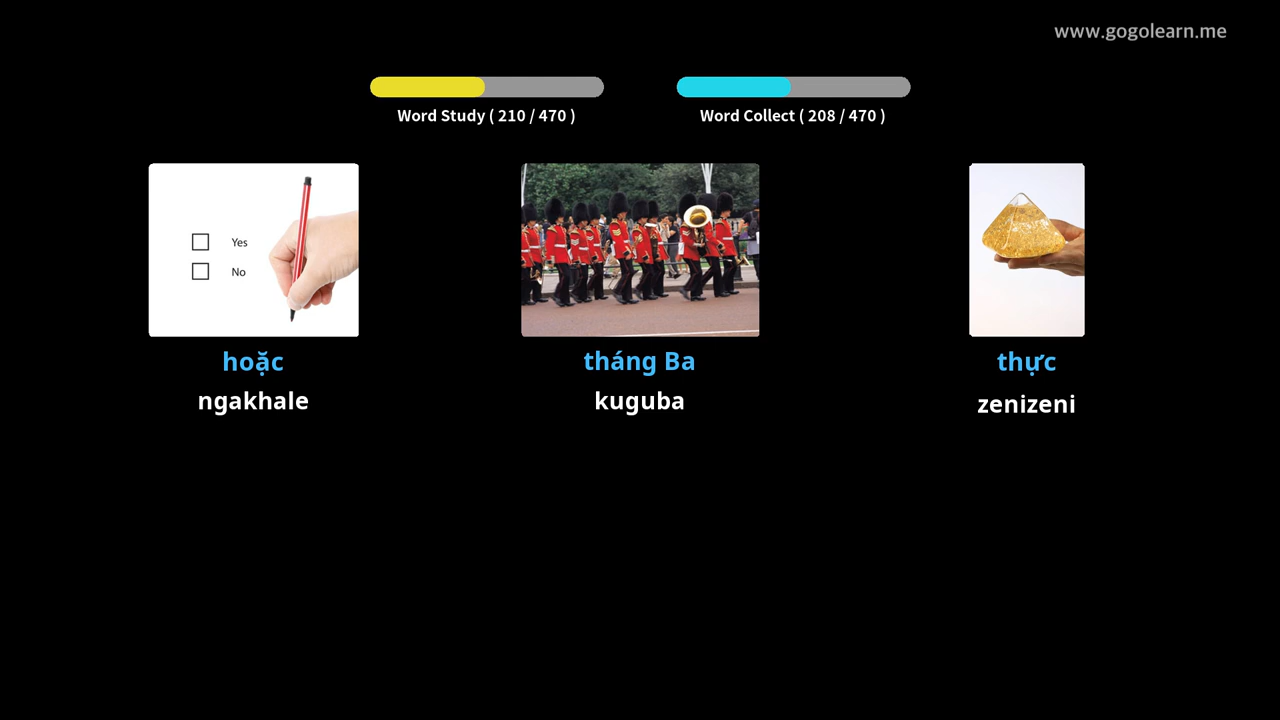 www.gogolearn.me
Word Study ( 210 / 470 )
Word Collect ( 208 / 470 )
Yes
No
hoặc
ngakhale
tháng Ba
kuguba
thực
zenizeni